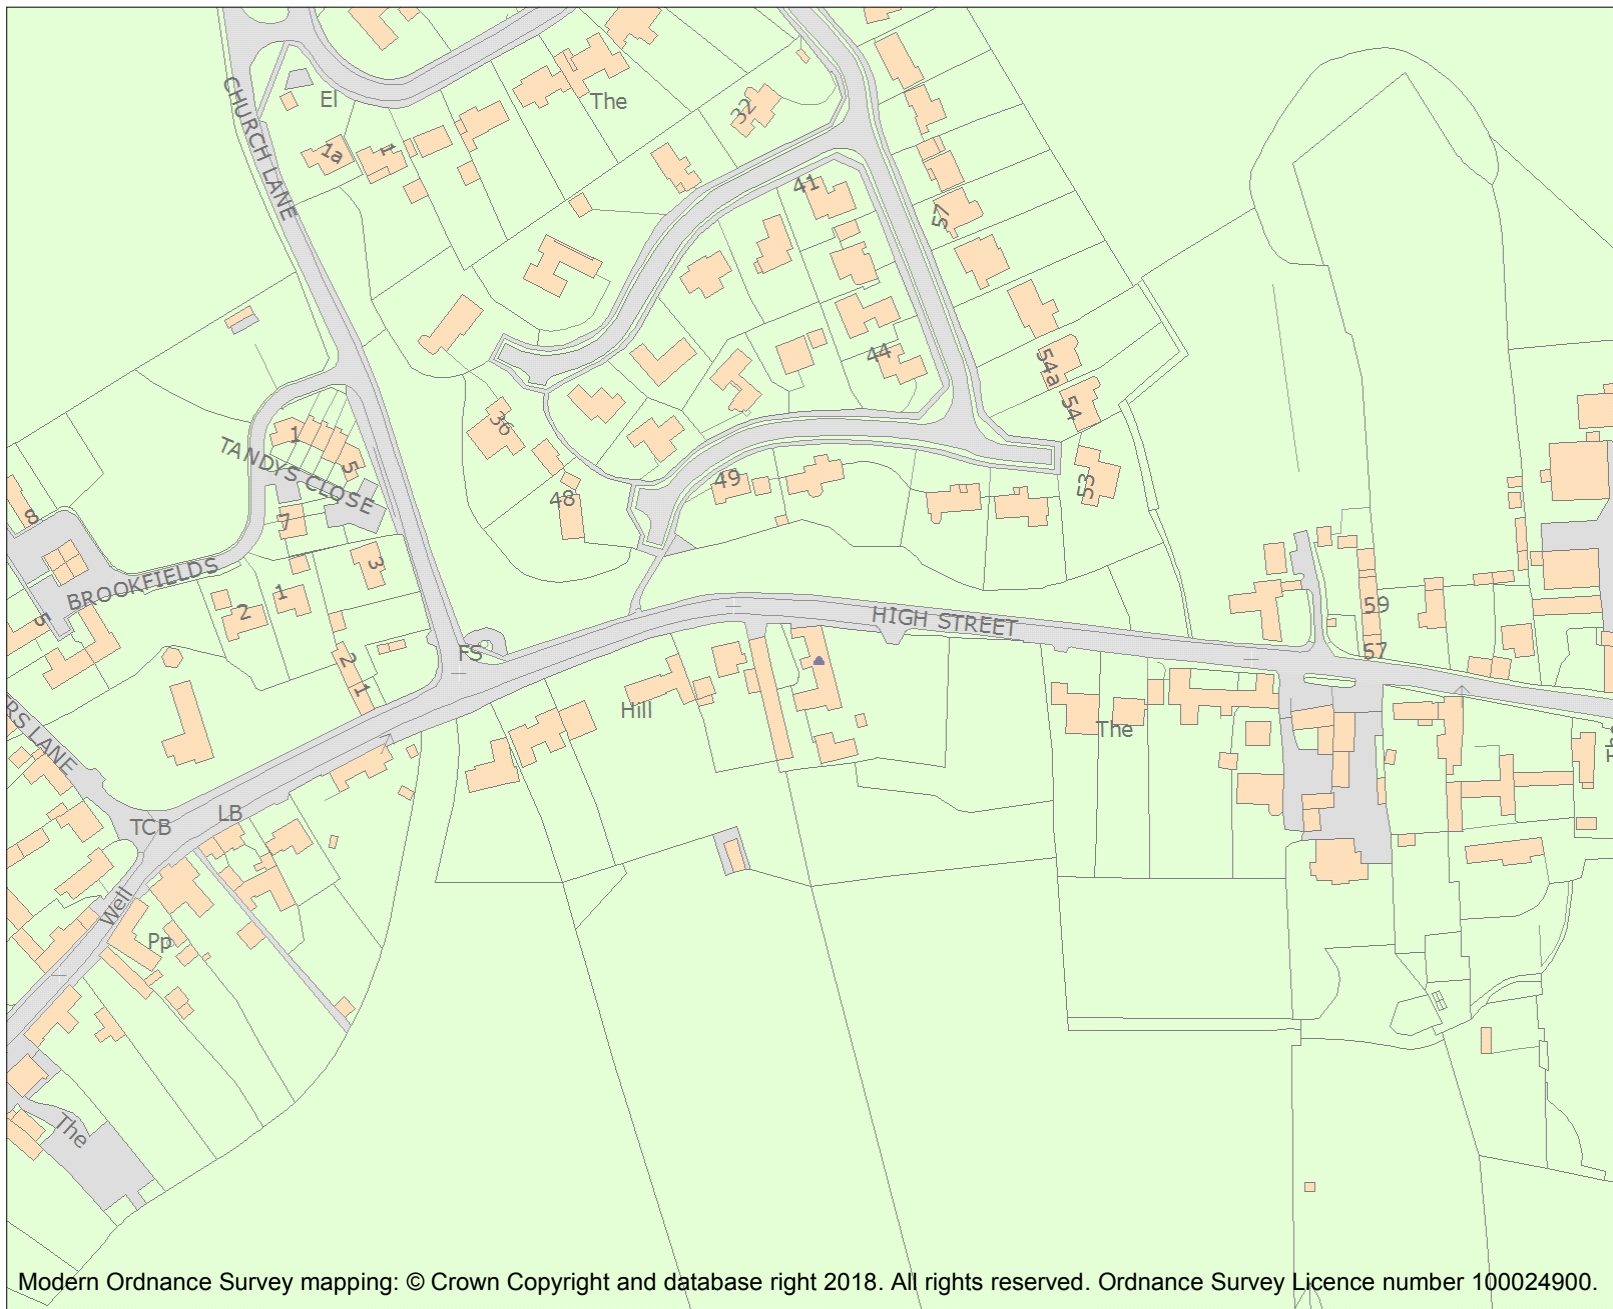 El
The
CHURCH LANE
1a
1
32
41
57
44
54a
54
36
1
TANDYS CLOSE
5
49
53
48
8
7
3
BROOKFIELDS
1
2
5
HIGH STREET
59
57
FS
2
1
Hill
The
ERS LANE
The
LB
TCB
Well
Pp
The
Modern Ordnance Survey mapping: © Crown Copyright and database right 2018. All rights reserved. Ordnance Survey Licence number 100024900.